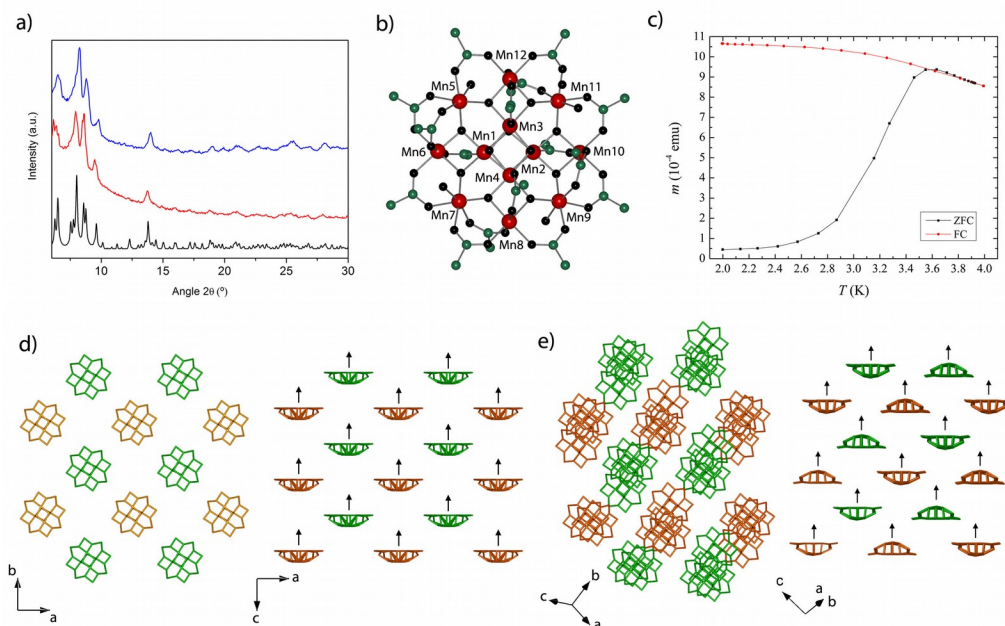 a)
Intensity (a.u.)
10 15 20 25 30
Angle 2θ (º)
b)
Mn12
Mn5
Mn11
Mn1
Mn3
Mn6
Mn10
Mn4
Mn2
Mn7
Mn9
Mn8
c)
m (10⁻⁴ emu)
11
10
9
8
7
6
5
4
3
2
1
0
ZFC
FC
2.0 2.2 2.4 2.6 2.8 3.0 3.2 3.4 3.6 3.8 4.0
T (K)
d)
b
a
a
c
e)
b
c
a
c
a
b